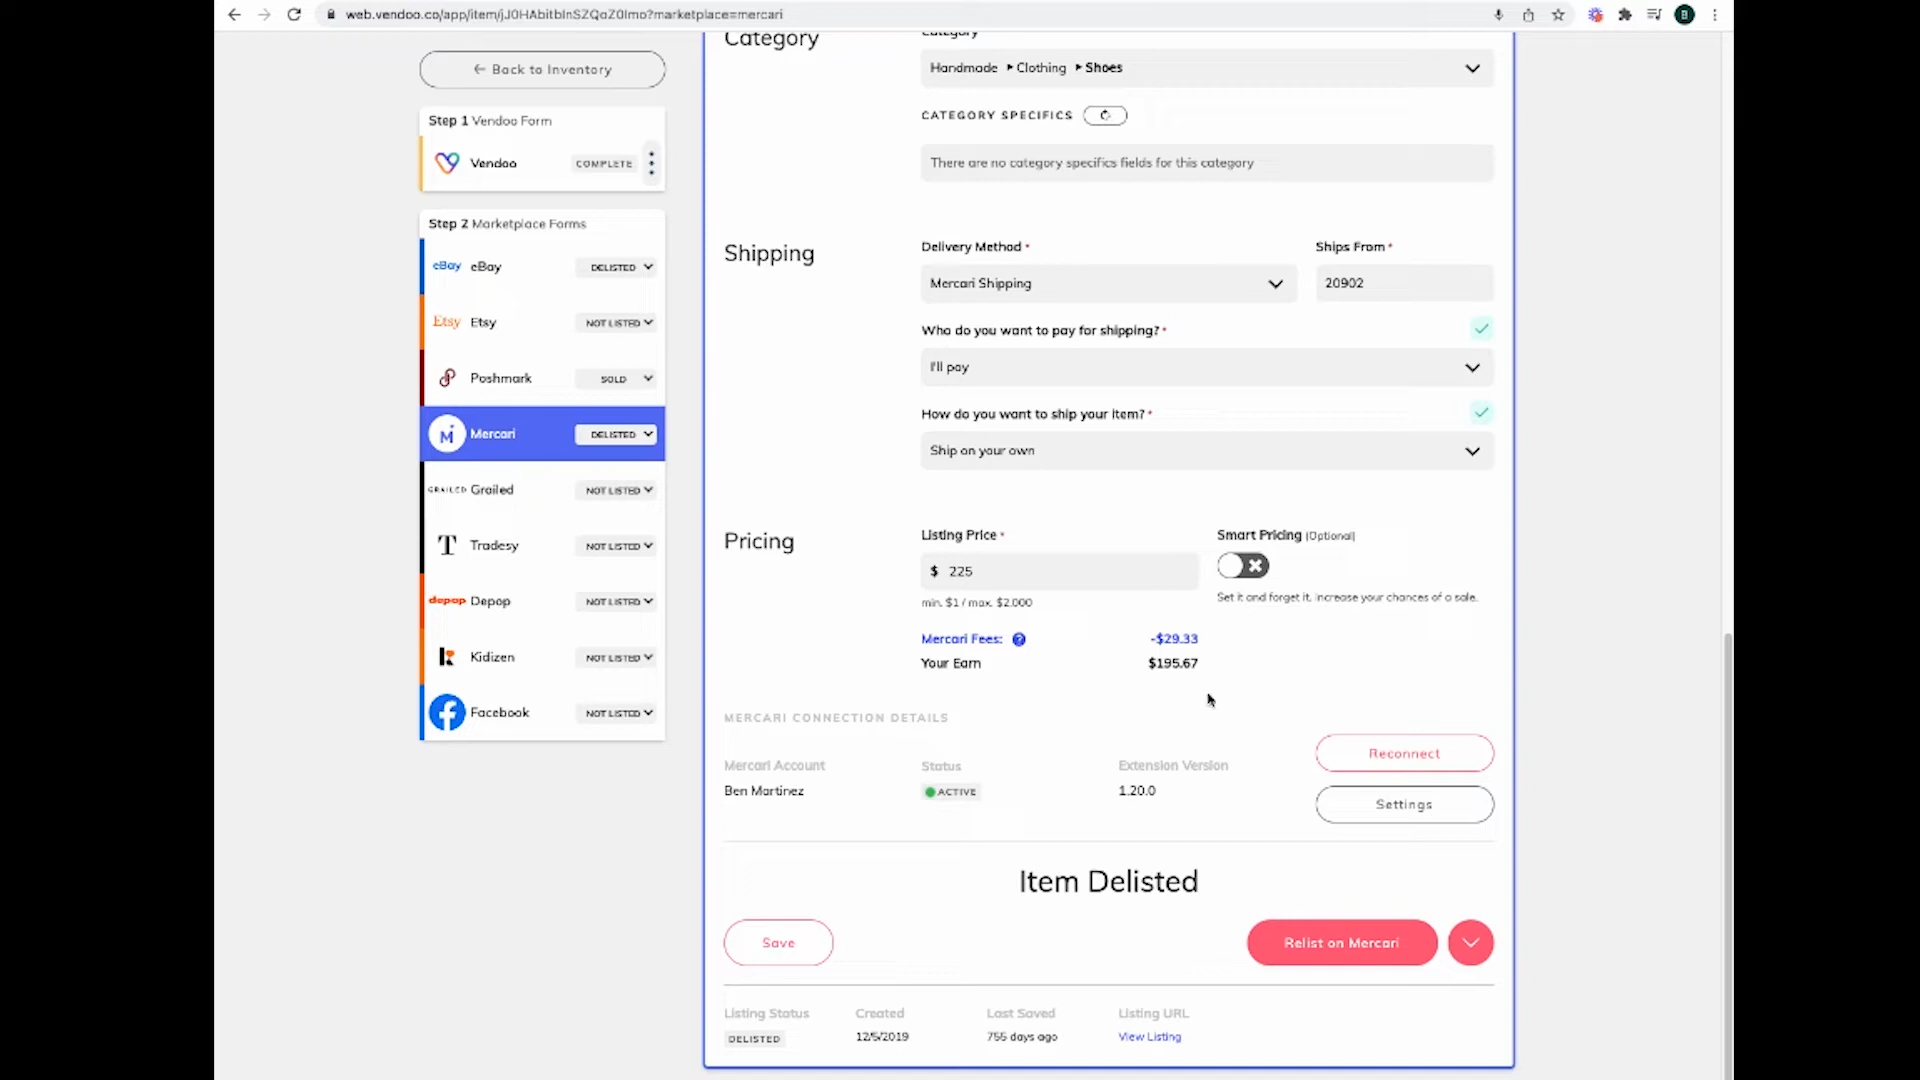 web.vendoo.co/app/item/jJ0HAbitbInSZQaZ0Imo?marketplace=mercari
B
← Back to Inventory
Step 1 Vendoo Form
Vendoo COMPLETE
Step 2 Marketplace Forms
eBay eBay DELISTED
Etsy Etsy NOT LISTED
Poshmark SOLD
M Mercari DELISTED
GRAILED Grailed NOT LISTED
T Tradesy NOT LISTED
depop Depop NOT LISTED
K Kidizen NOT LISTED
Facebook NOT LISTED
Category
Category
Handmade ▸ Clothing ▸ Shoes
CATEGORY SPECIFICS
There are no category specifics fields for this category
Shipping
Delivery Method * Ships From *
Mercari Shipping 20902
Who do you want to pay for shipping? *
I'll pay
How do you want to ship your item? *
Ship on your own
Pricing
Listing Price * Smart Pricing (Optional)
$ 225
min. $1 / max. $2,000 Set it and forget it. Increase your chances of a sale.
Mercari Fees: ? -$29.33
Your Earn $195.67
MERCARI CONNECTION DETAILS
Mercari Account Status Extension Version
Ben Martinez ACTIVE 1.20.0
Reconnect
Settings
Item Delisted
Save Relist on Mercari
Listing Status Created Last Saved Listing URL
DELISTED 12/5/2019 755 days ago View Listing